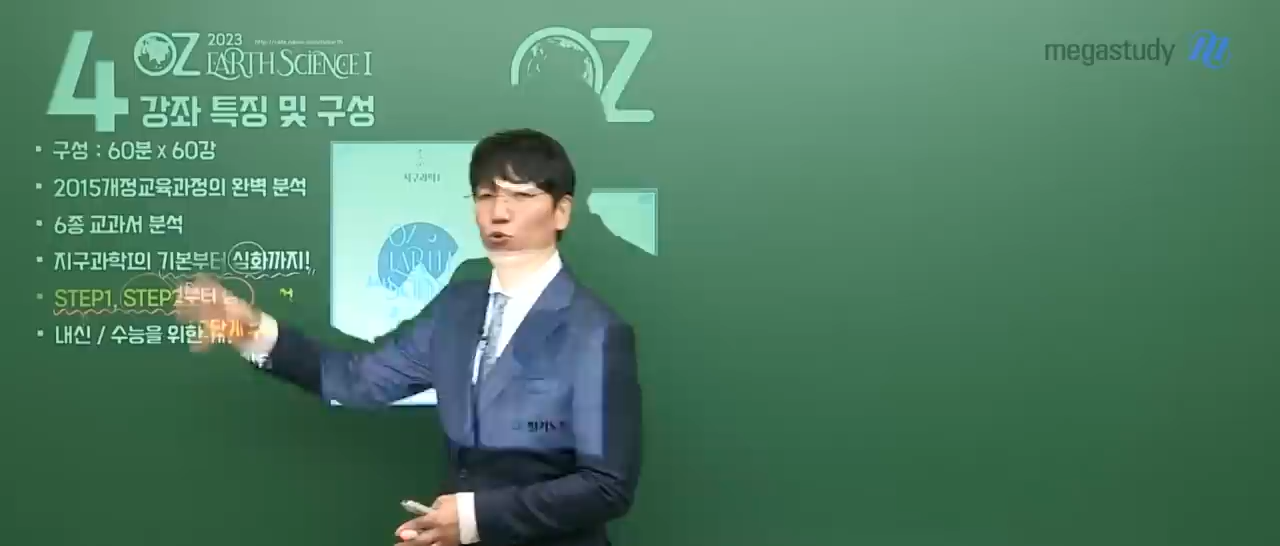 4
OZ 2023
EARTH SCIENCE I
강좌 특징 및 구성
구성 : 60분 x 60강
2015개정교육과정의 완벽 분석
6종 교과서 분석
지구과학I의 기본부터 심화까지!
STEP1, STEP2부터
내신 / 수능을 위한
지구과학I
OZ
EARTH
OZ
megastudy M